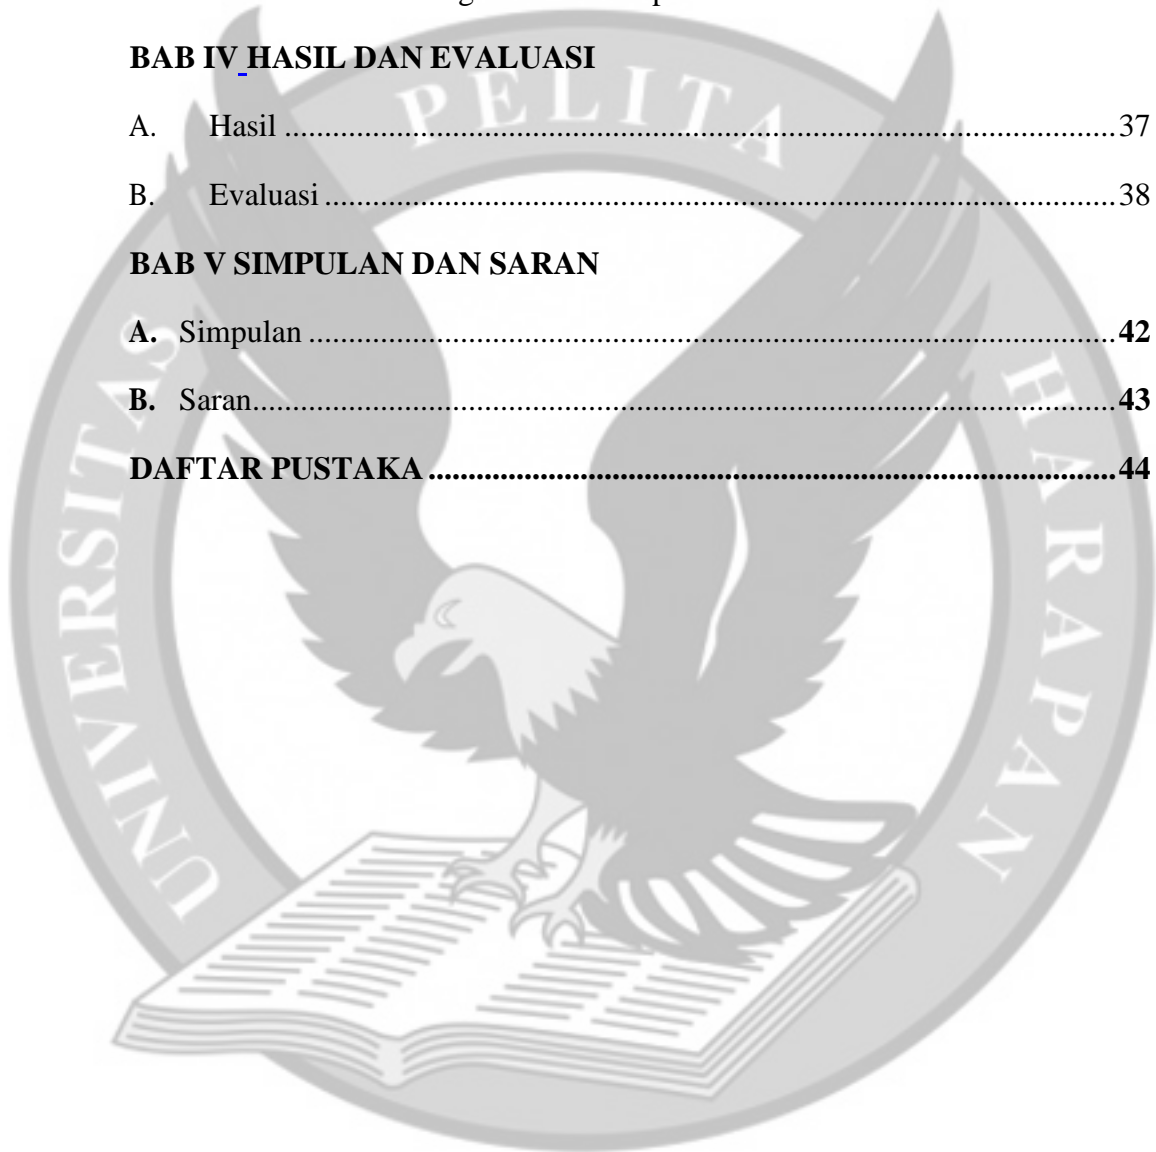 BAB IV HASIL DAN EVALUASI
A. Hasil ........................................................................................................ 37
B. Evaluasi ................................................................................................... 38
BAB V SIMPULAN DAN SARAN
A. Simpulan ..................................................................................................... 42
B. Saran ............................................................................................................ 43
DAFTAR PUSTAKA ...................................................................................... 44
UNIVERSITAS PELITA HARAPAN